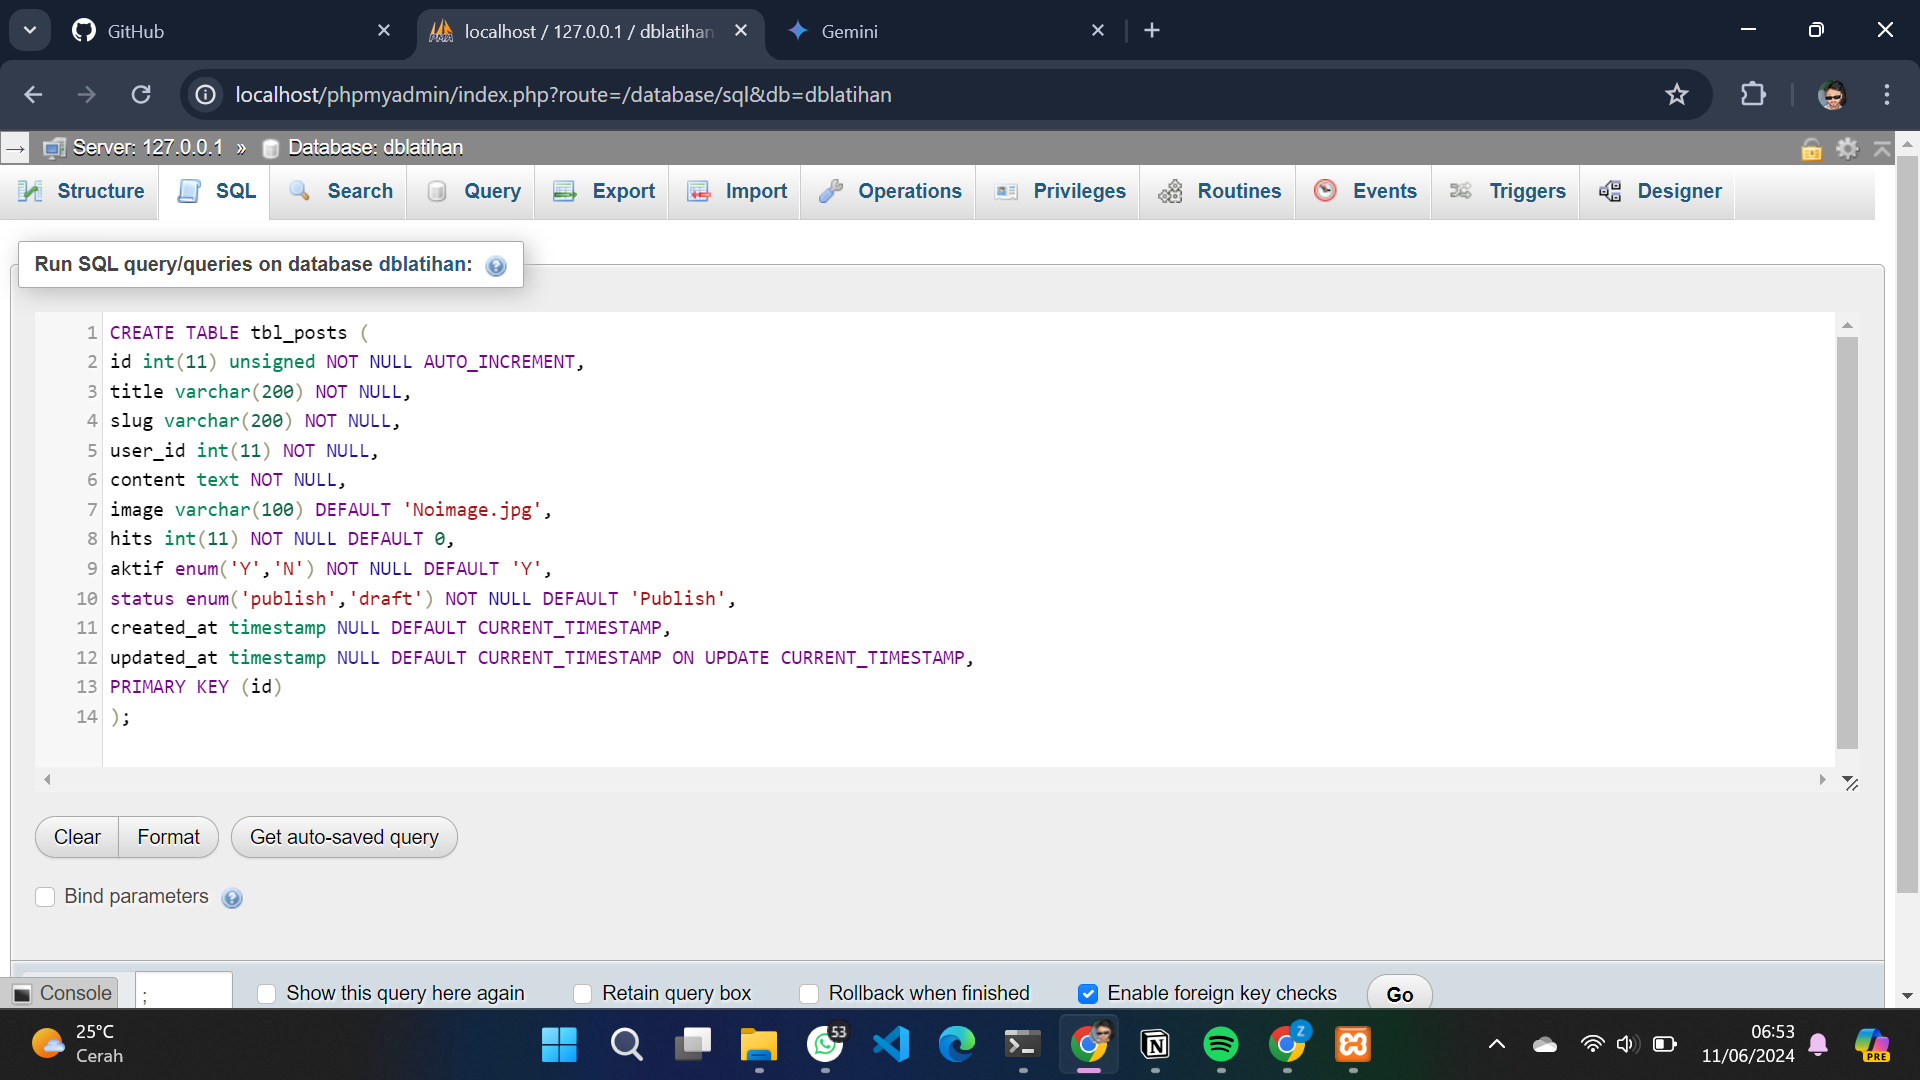 GitHub
localhost / 127.0.0.1 / dblatihan
Gemini
localhost/phpmyadmin/index.php?route=/database/sql&db=dblatihan
Server: 127.0.0.1 » Database: dblatihan
Structure SQL Search Query Export Import Operations Privileges Routines Events Triggers Designer
Run SQL query/queries on database dblatihan:
1 CREATE TABLE tbl_posts (
2 id int(11) unsigned NOT NULL AUTO_INCREMENT,
3 title varchar(200) NOT NULL,
4 slug varchar(200) NOT NULL,
5 user_id int(11) NOT NULL,
6 content text NOT NULL,
7 image varchar(100) DEFAULT 'Noimage.jpg',
8 hits int(11) NOT NULL DEFAULT 0,
9 aktif enum('Y','N') NOT NULL DEFAULT 'Y',
10 status enum('publish','draft') NOT NULL DEFAULT 'Publish',
11 created_at timestamp NULL DEFAULT CURRENT_TIMESTAMP,
12 updated_at timestamp NULL DEFAULT CURRENT_TIMESTAMP ON UPDATE CURRENT_TIMESTAMP,
13 PRIMARY KEY (id)
14 );
Clear Format Get auto-saved query
Bind parameters
Console ; Show this query here again Retain query box Rollback when finished Enable foreign key checks Go
25°C
Cerah
53
Z
06:53
11/06/2024
PRE